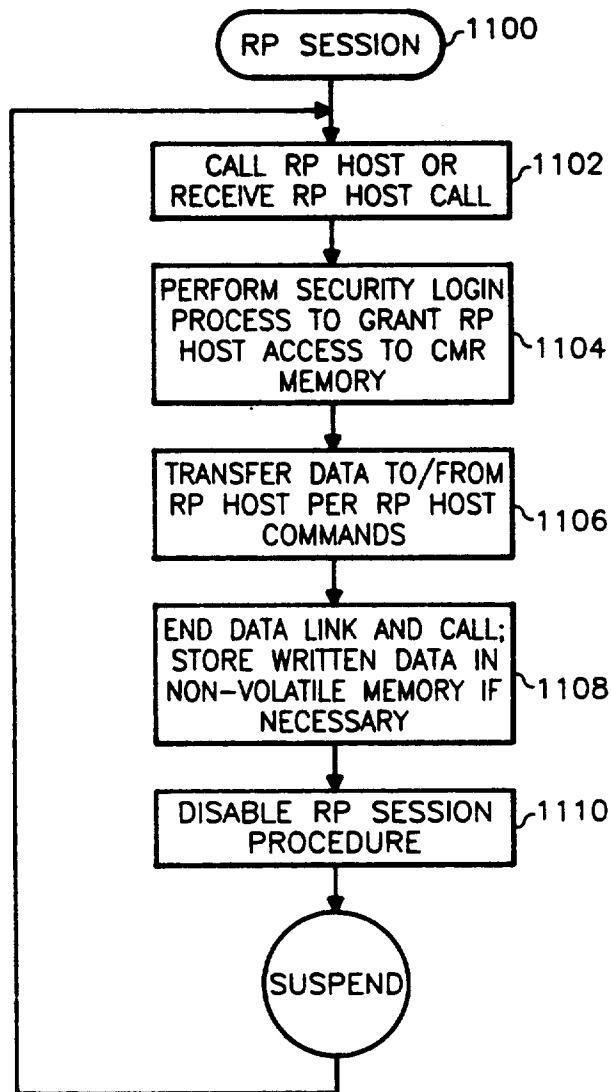 RP SESSION
1100
CALL RP HOST OR
RECEIVE RP HOST CALL
1102
PERFORM SECURITY LOGIN
PROCESS TO GRANT RP
HOST ACCESS TO CMR
MEMORY
1104
TRANSFER DATA TO/FROM
RP HOST PER RP HOST
COMMANDS
1106
END DATA LINK AND CALL;
STORE WRITTEN DATA IN
NON-VOLATILE MEMORY IF
NECESSARY
1108
DISABLE RP SESSION
PROCEDURE
1110
SUSPEND